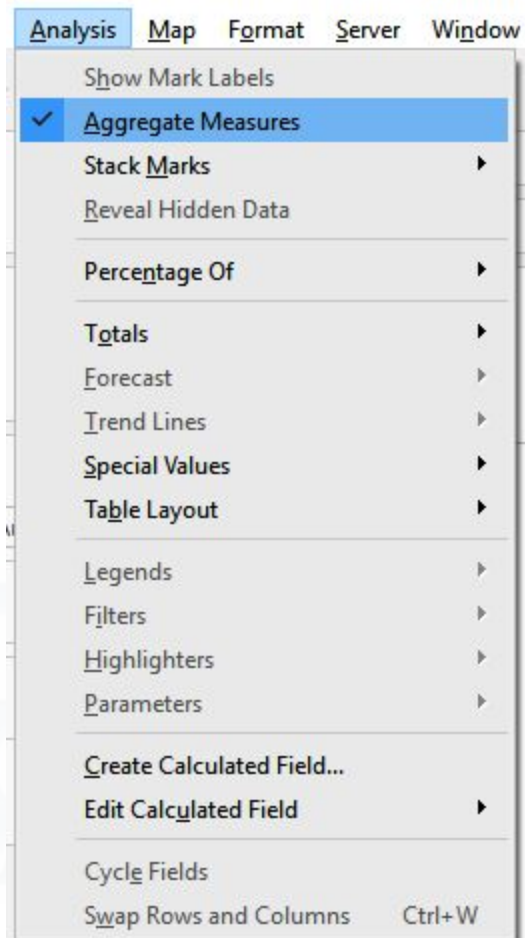 Analysis Map Format Server Window
Show Mark Labels
Aggregate Measures
Stack Marks
Reveal Hidden Data
Percentage Of
Totals
Forecast
Trend Lines
Special Values
Table Layout
Legends
Filters
Highlighters
Parameters
Create Calculated Field...
Edit Calculated Field
Cycle Fields
Swap Rows and Columns Ctrl+W